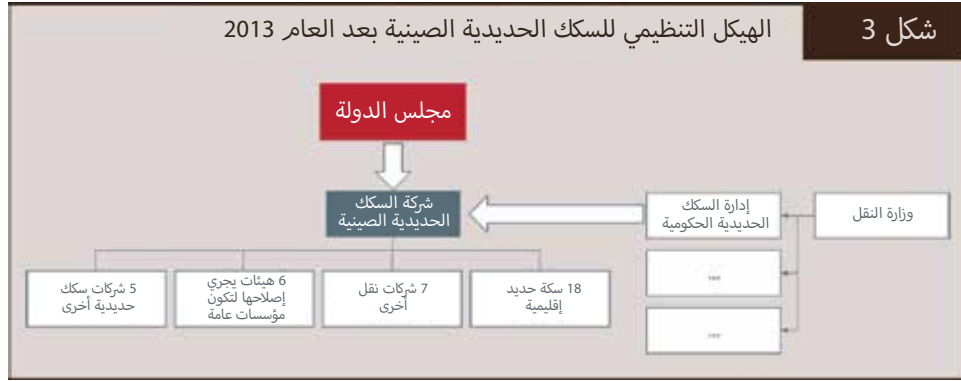 شكل 3
الهيكل التنظيمي للسكك الحديدية الصينية بعد العام 2013
مجلس الدولة
شركة السكك
الحديدية الصينية
إدارة السكك
الحديدية الحكومية
وزارة النقل
...
...
18 سكة حديد
إقليمية
7 شركات نقل
أخرى
6 هيئات يجري
إصلاحها لتكون
مؤسسات عامة
5 شركات سكك
حديدية أخرى